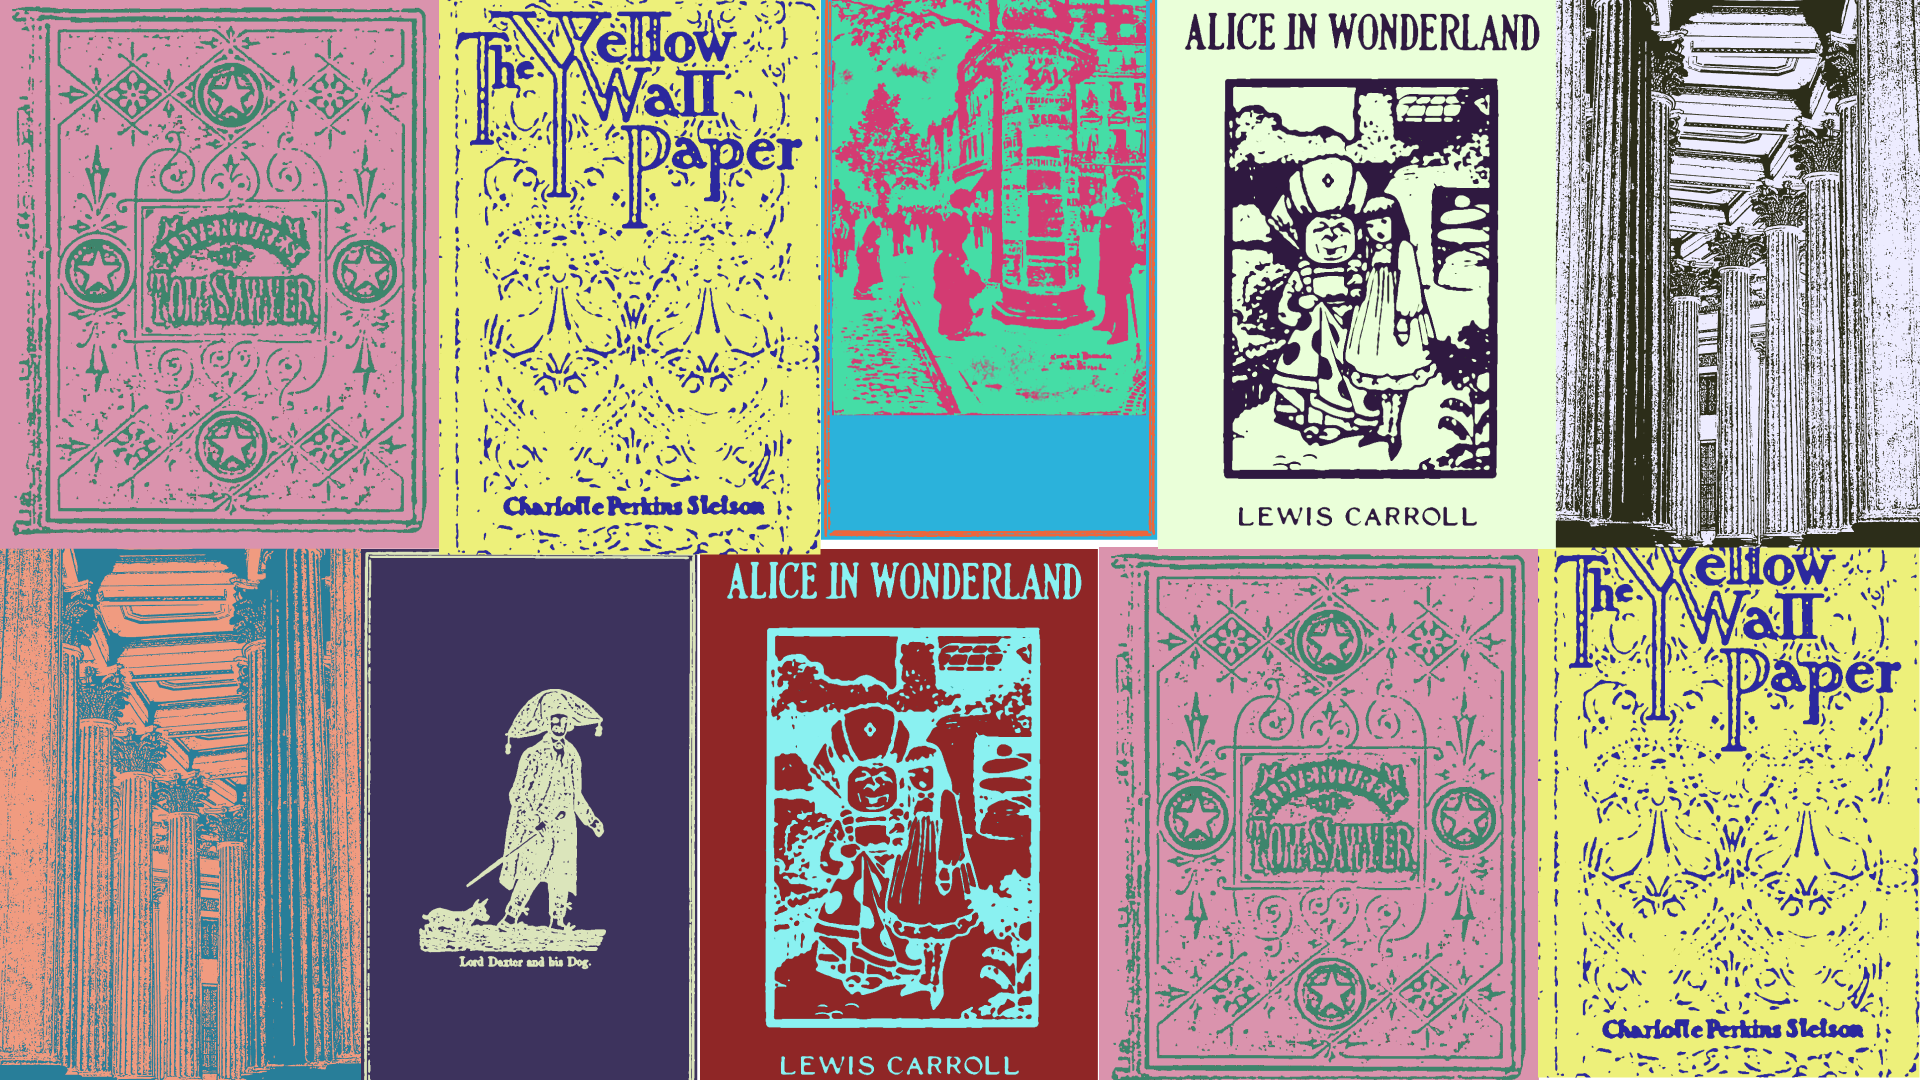 ADVENTURES
OF
TOM SAWYER.
The Yellow
Wall
Paper
Charlotte Perkins Stetson
ALICE IN WONDERLAND
LEWIS CARROLL
Lord Dexter and his Dog.
ALICE IN WONDERLAND
LEWIS CARROLL
ADVENTURES
OF
TOM SAWYER.
The Yellow
Wall
Paper
Charlotte Perkins Stetson